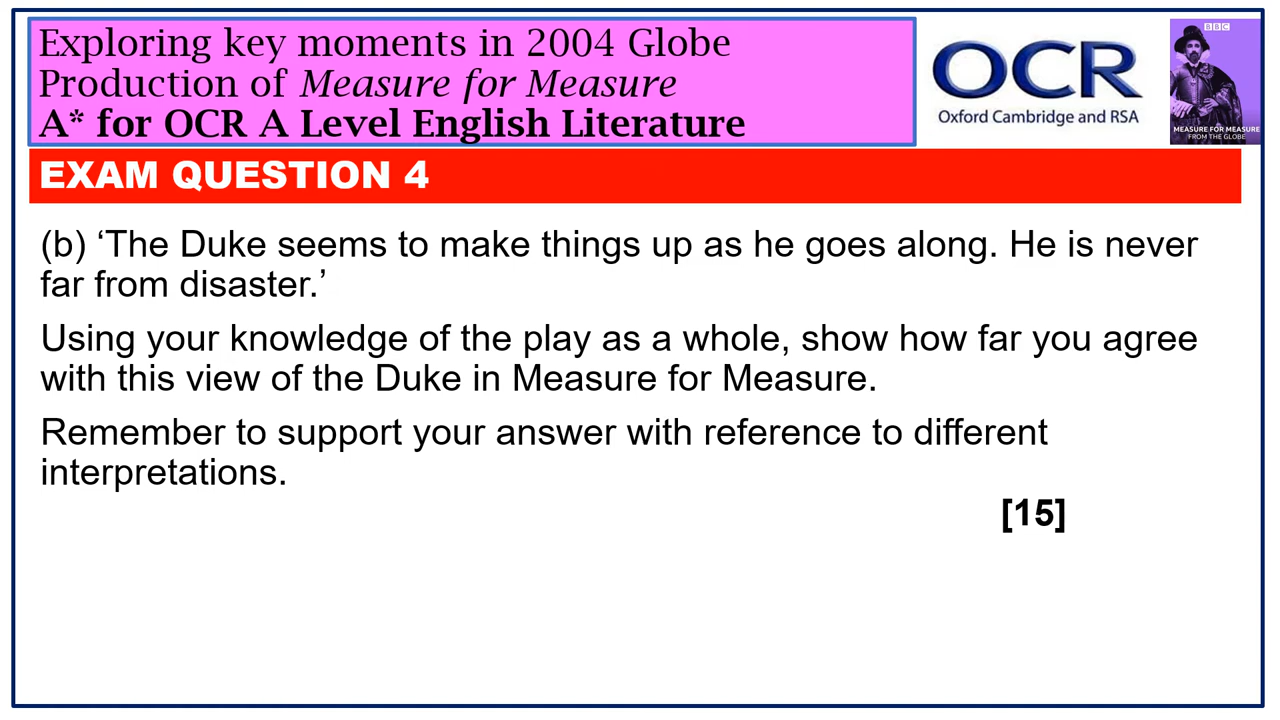 Exploring key moments in 2004 Globe
Production of Measure for Measure
A* for OCR A Level English Literature
OCR
Oxford Cambridge and RSA
BBC
MEASURE FOR MEASURE
FROM THE GLOBE
EXAM QUESTION 4
(b) ‘The Duke seems to make things up as he goes along. He is never
far from disaster.’
Using your knowledge of the play as a whole, show how far you agree
with this view of the Duke in Measure for Measure.
Remember to support your answer with reference to different
interpretations.
[15]